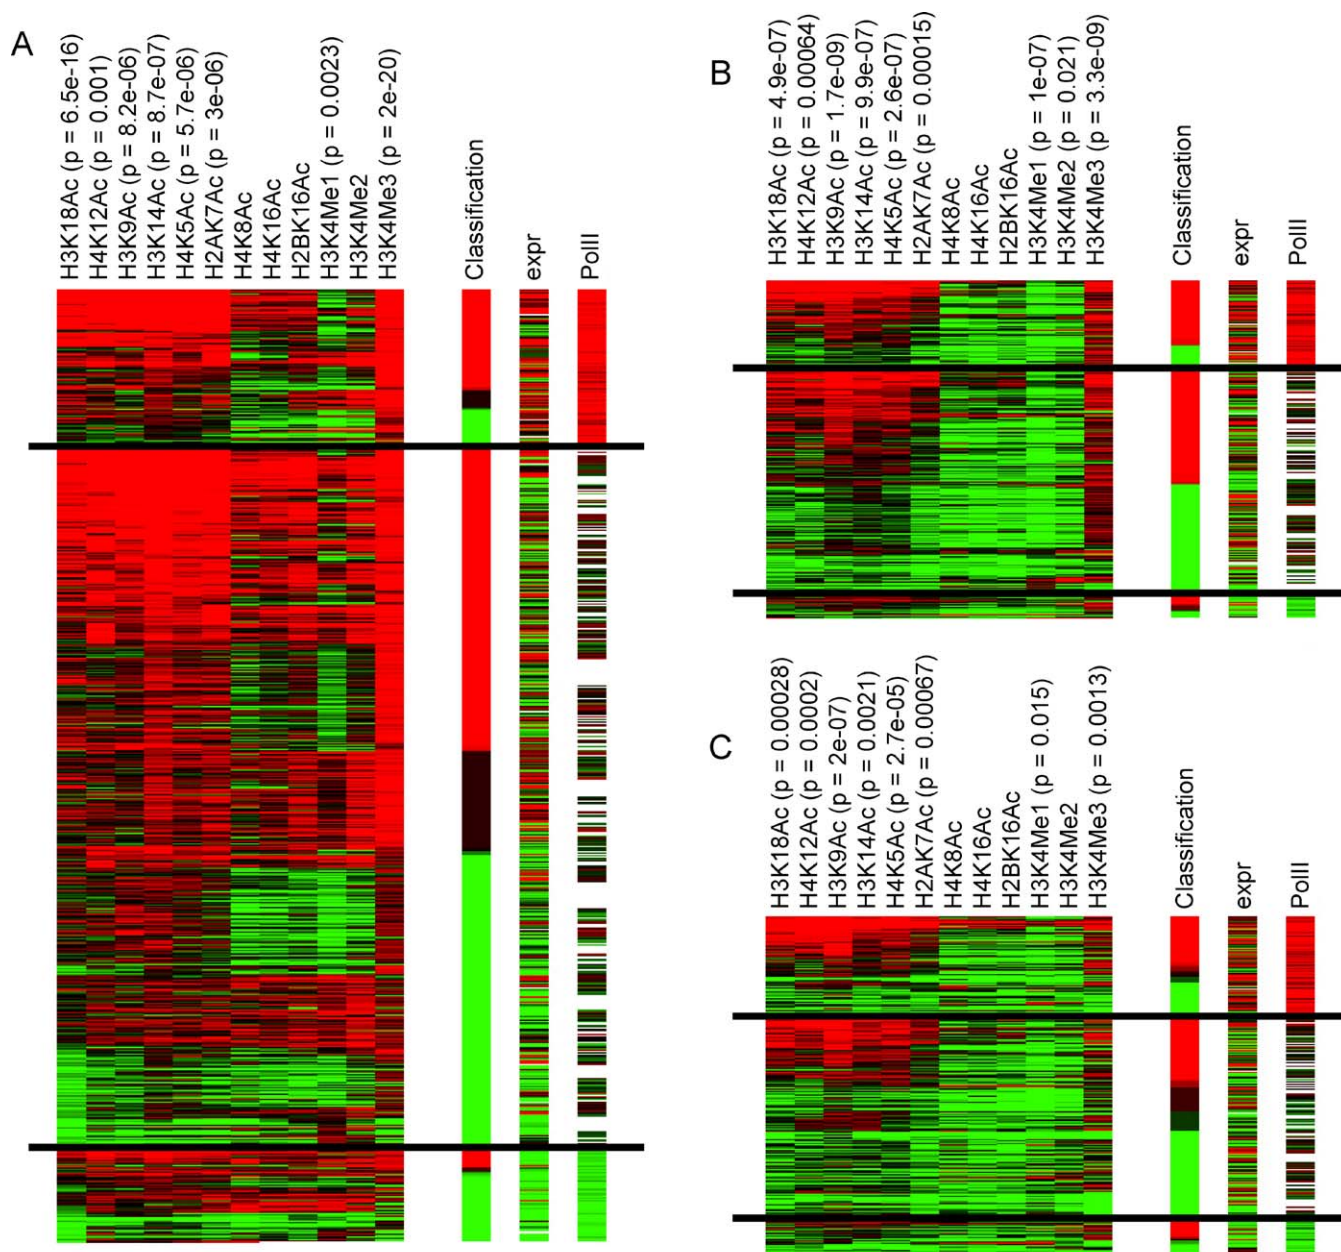 A
H3K18Ac (p = 6.5e-16)
H4K12Ac (p = 0.001)
H3K9Ac (p = 8.2e-06)
H3K14Ac (p = 8.7e-07)
H4K5Ac (p = 5.7e-06)
H2AK7Ac (p = 3e-06)
H4K8Ac
H4K16Ac
H2BK16Ac
H3K4Me1 (p = 0.0023)
H3K4Me2
H3K4Me3 (p = 2e-20)
Classification
expr
PolII
B
H3K18Ac (p = 4.9e-07)
H4K12Ac (p = 0.00064)
H3K9Ac (p = 1.7e-09)
H3K14Ac (p = 9.9e-07)
H4K5Ac (p = 2.6e-07)
H2AK7Ac (p = 0.00015)
H4K8Ac
H4K16Ac
H2BK16Ac
H3K4Me1 (p = 1e-07)
H3K4Me2 (p = 0.021)
H3K4Me3 (p = 3.3e-09)
Classification
expr
PolII
C
H3K18Ac (p = 0.00028)
H4K12Ac (p = 0.0002)
H3K9Ac (p = 2e-07)
H3K14Ac (p = 0.0021)
H4K5Ac (p = 2.7e-05)
H2AK7Ac (p = 0.00067)
H4K8Ac
H4K16Ac
H2BK16Ac
H3K4Me1 (p = 0.015)
H3K4Me2
H3K4Me3 (p = 0.0013)
Classification
expr
PolII